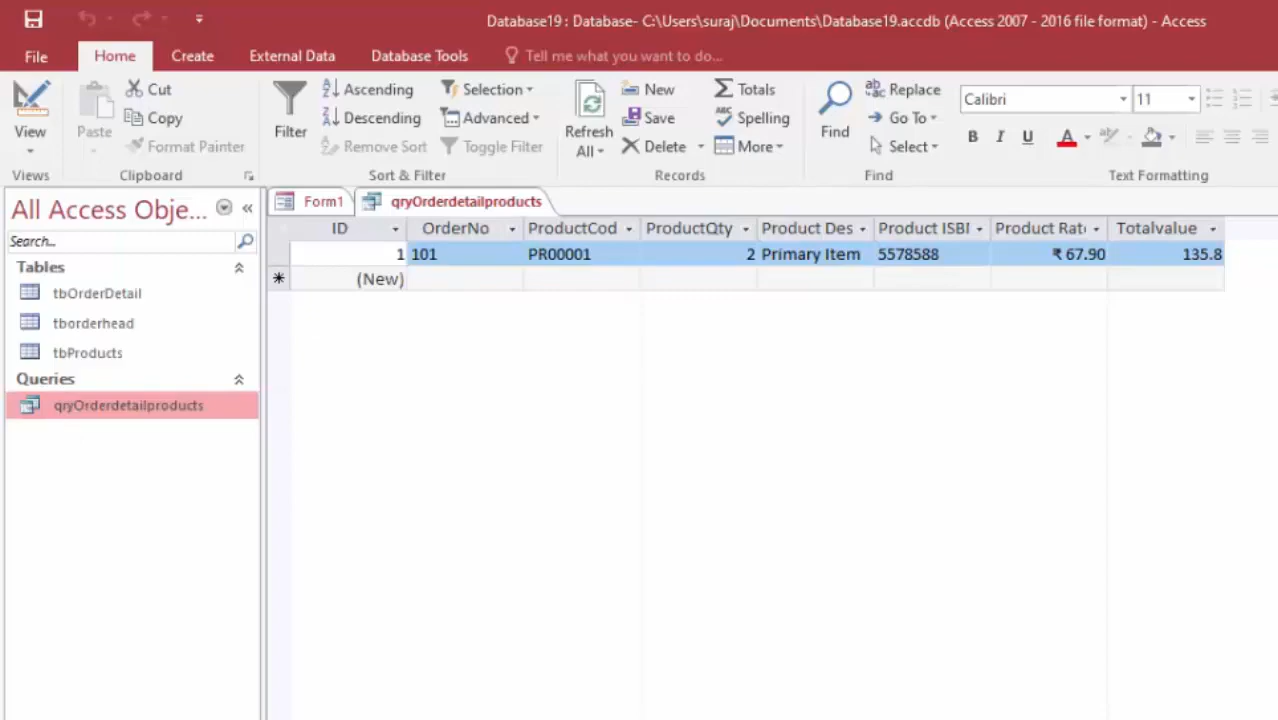 Database19 : Database- C:\Users\suraj\Documents\Database19.accdb (Access 2007 - 2016 file format) - Access
File Home Create External Data Database Tools Tell me what you want to do...
View
Views
Paste
Cut
Copy
Format Painter
Clipboard
Filter
Ascending
Descending
Remove Sort
Selection
Advanced
Toggle Filter
Sort & Filter
Refresh
All
New
Save
Delete
Totals
Spelling
More
Records
Find
Replace
Go To
Select
Find
Calibri 11
B I U A
Text Formatting
All Access Obje...
Search...
Tables
tbOrderDetail
tborderhead
tbProducts
Queries
qryOrderdetailproducts
Form1 qryOrderdetailproducts
ID OrderNo ProductCod ProductQty Product Des Product ISBI Product Rate Totalvalue
1 101 PR00001 2 Primary Item 5578588 ₹ 67.90 135.8
(New)